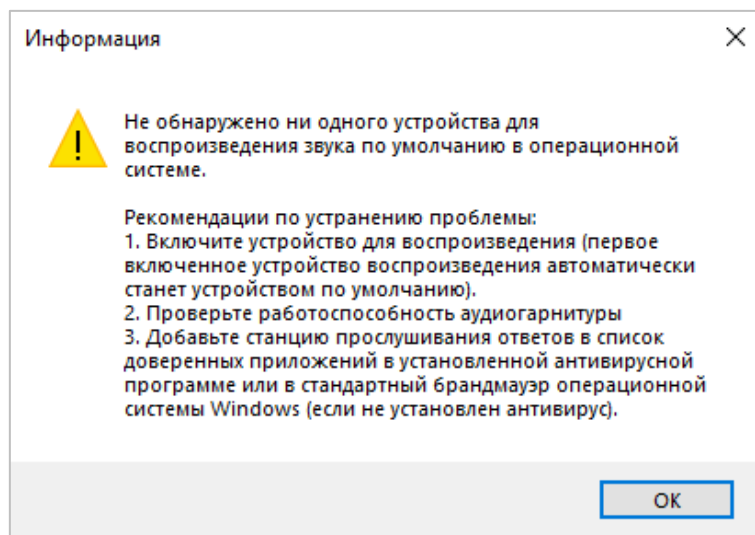 Информация
Не обнаружено ни одного устройства для
воспроизведения звука по умолчанию в операционной
системе.
Рекомендации по устранению проблемы:
1. Включите устройство для воспроизведения (первое
включенное устройство воспроизведения автоматически
станет устройством по умолчанию).
2. Проверьте работоспособность аудиогарнитуры
3. Добавьте станцию прослушивания ответов в список
доверенных приложений в установленной антивирусной
программе или в стандартный брандмауэр операционной
системы Windows (если не установлен антивирус).
ОК